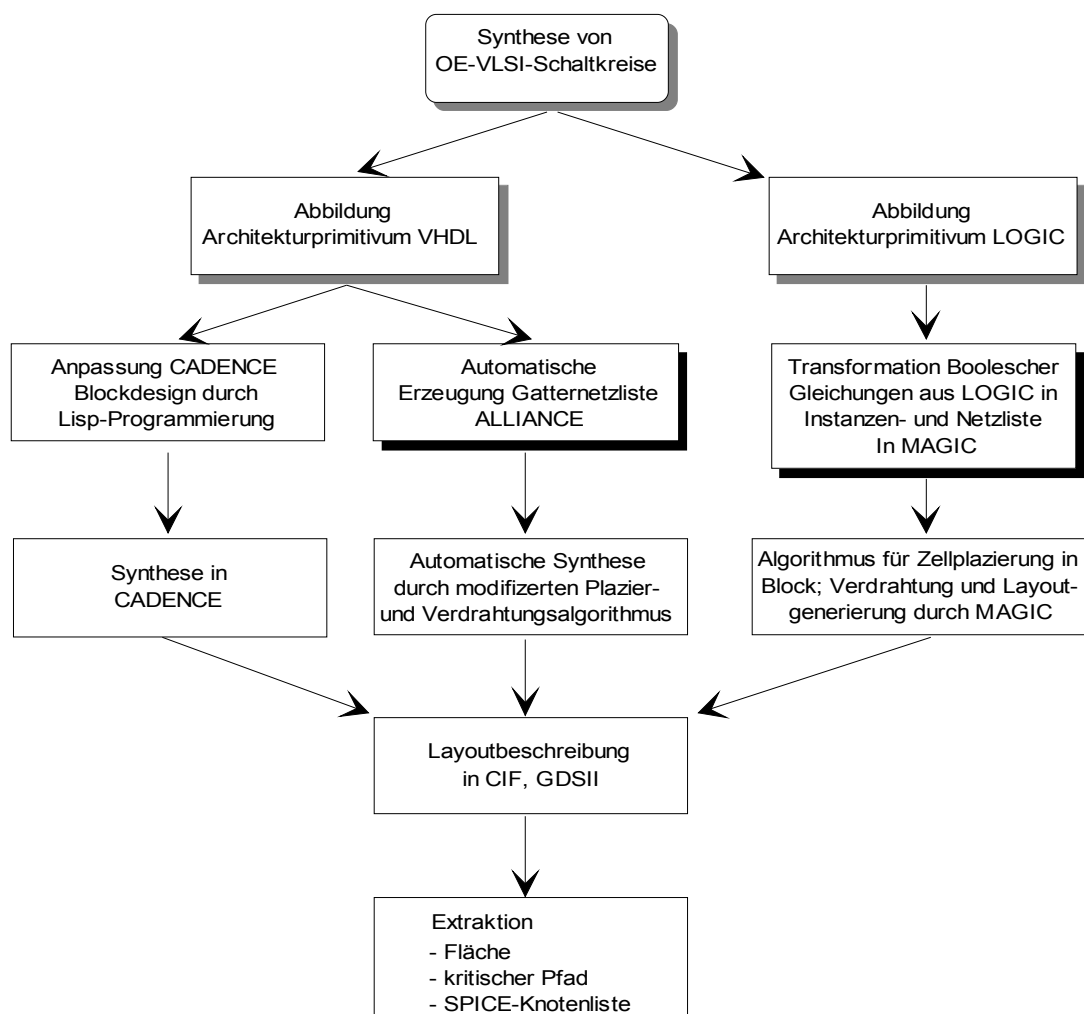 Synthese von
OE-VLSI-Schaltkreise
Abbildung
Architekturprimitivum VHDL
Abbildung
Architekturprimitivum LOGIC
Anpassung CADENCE
Blockdesign durch
Lisp-Programmierung
Automatische
Erzeugung Gatternetzliste
ALLIANCE
Transformation Boolescher
Gleichungen aus LOGIC in
Instanzen- und Netzliste
In MAGIC
Synthese in
CADENCE
Automatische Synthese
durch modifizerten Plazier-
und Verdrahtungsalgorithmus
Algorithmus für Zellplazierung in
Block; Verdrahtung und Layout-
generierung durch MAGIC
Layoutbeschreibung
in CIF, GDSII
Extraktion
- Fläche
- kritischer Pfad
- SPICE-Knotenliste